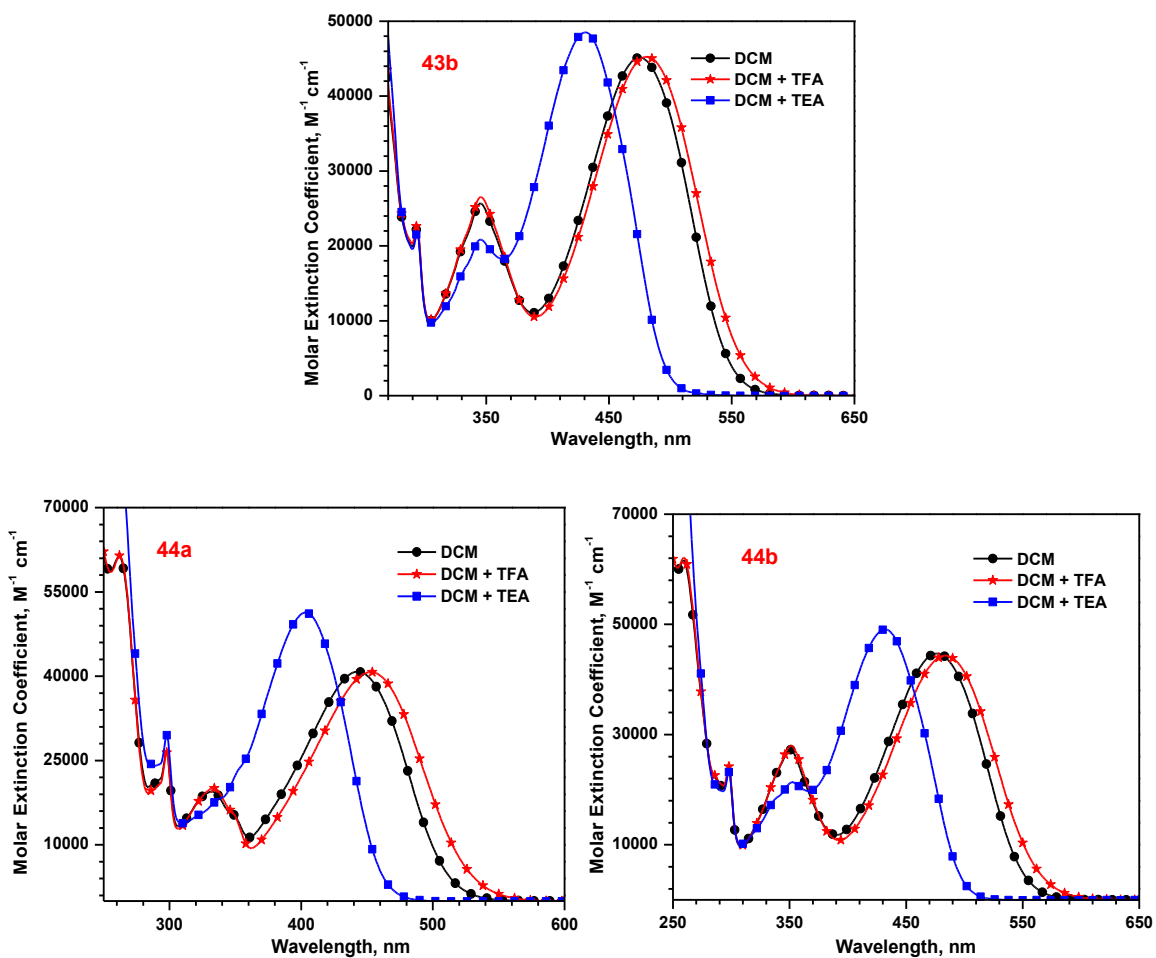 43b
DCM
DCM + TFA
DCM + TEA
50000
40000
30000
20000
10000
0
Molar Extinction Coefficient, M⁻¹ cm⁻¹
350 450 550 650
Wavelength, nm
44a
DCM
DCM + TFA
DCM + TEA
70000
55000
40000
25000
10000
Molar Extinction Coefficient, M⁻¹ cm⁻¹
300 400 500 600
Wavelength, nm
44b
DCM
DCM + TFA
DCM + TEA
70000
50000
30000
10000
Molar Extinction Coefficient, M⁻¹ cm⁻¹
250 350 450 550 650
Wavelength, nm